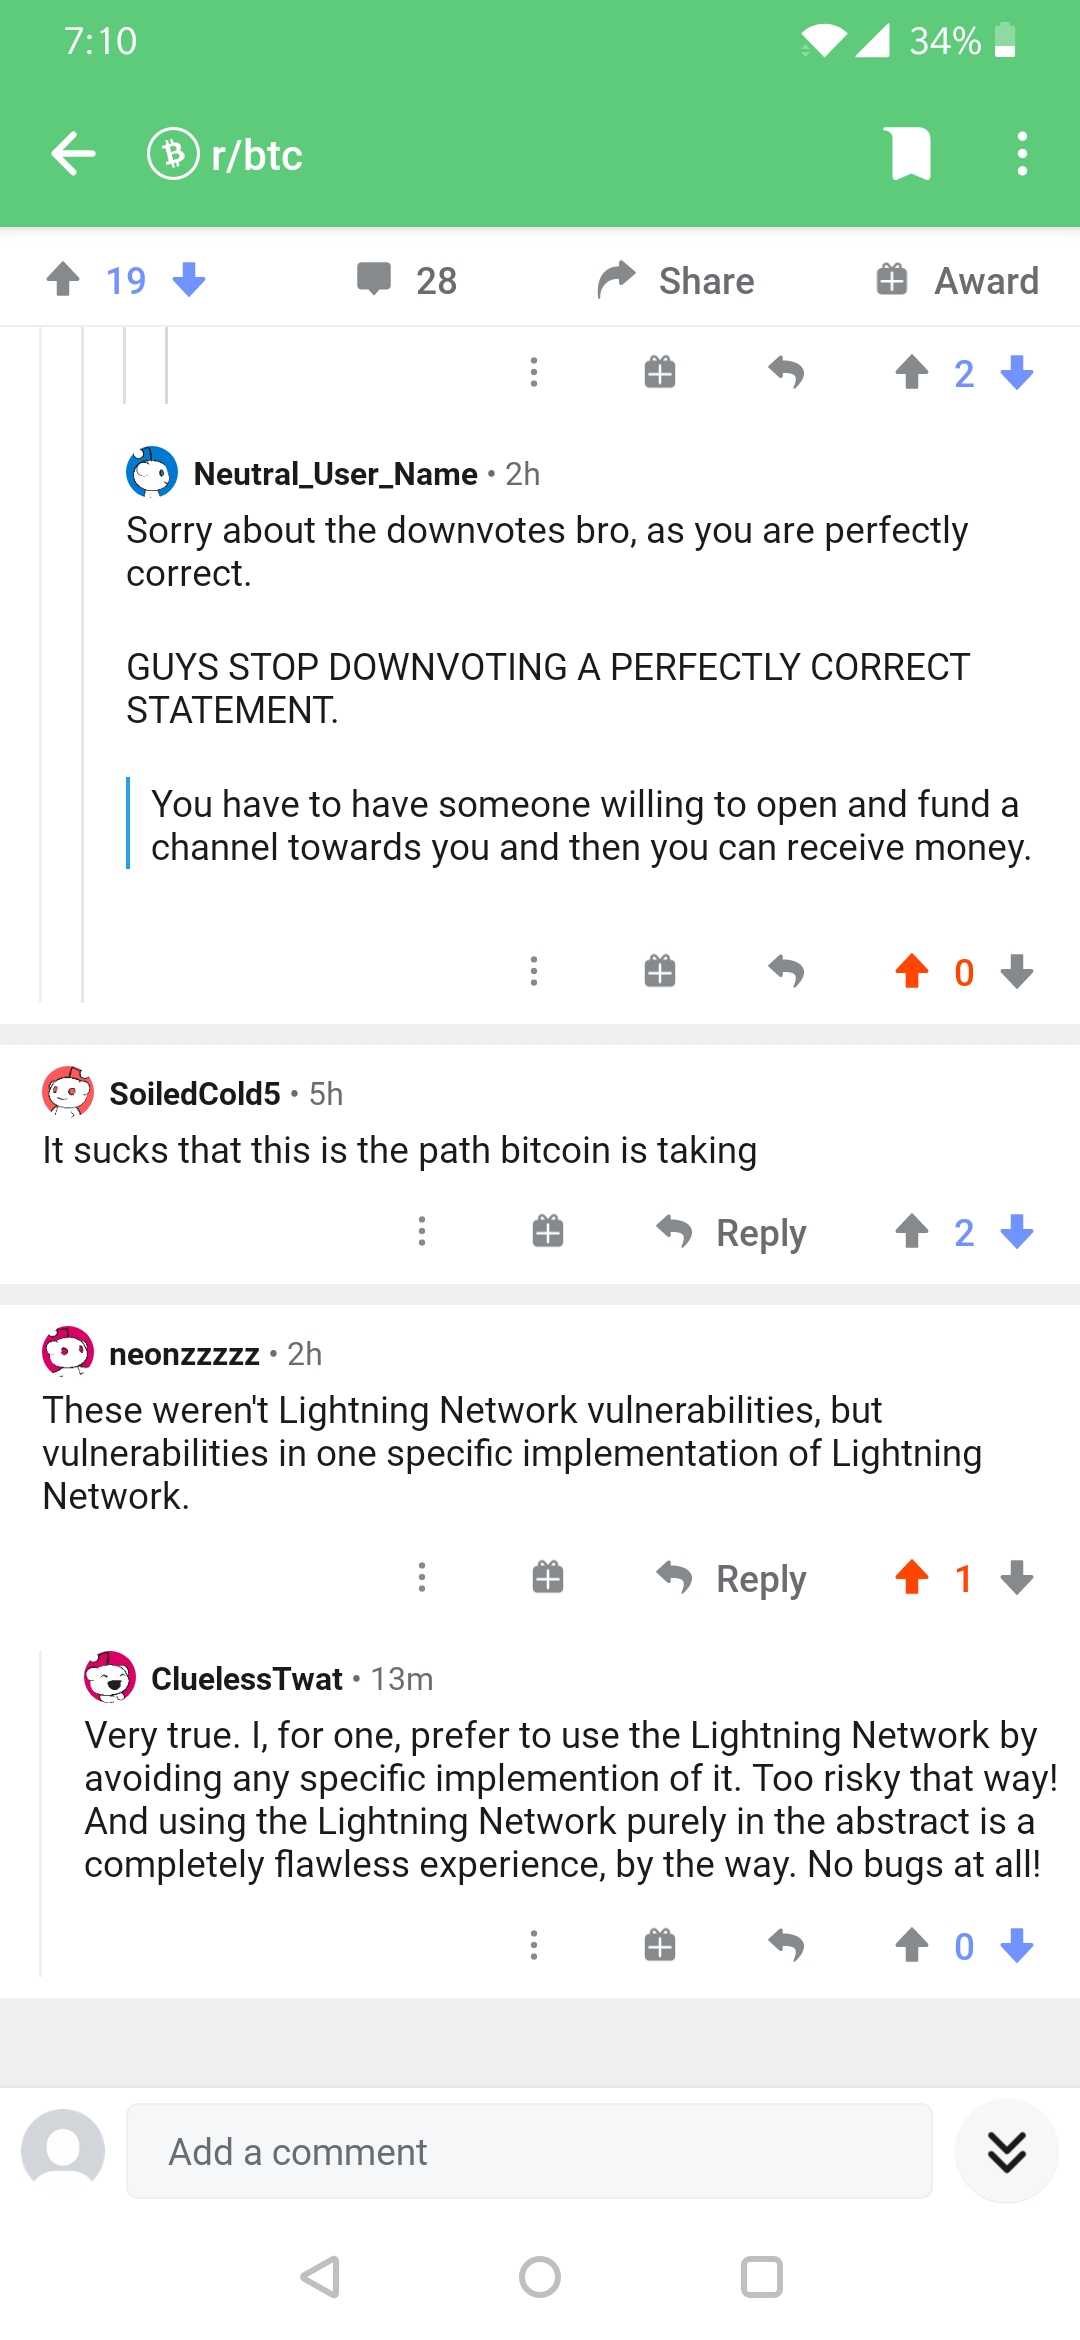 7:10
34%
r/btc
19
28
Share
Award
2
Neutral_User_Name • 2h
Sorry about the downvotes bro, as you are perfectly
correct.
GUYS STOP DOWNVOTING A PERFECTLY CORRECT
STATEMENT.
You have to have someone willing to open and fund a
channel towards you and then you can receive money.
0
SoiledCold5 • 5h
It sucks that this is the path bitcoin is taking
Reply
2
neonzzzzz • 2h
These weren't Lightning Network vulnerabilities, but
vulnerabilities in one specific implementation of Lightning
Network.
Reply
1
CluelessTwat • 13m
Very true. I, for one, prefer to use the Lightning Network by
avoiding any specific implemention of it. Too risky that way!
And using the Lightning Network purely in the abstract is a
completely flawless experience, by the way. No bugs at all!
0
Add a comment